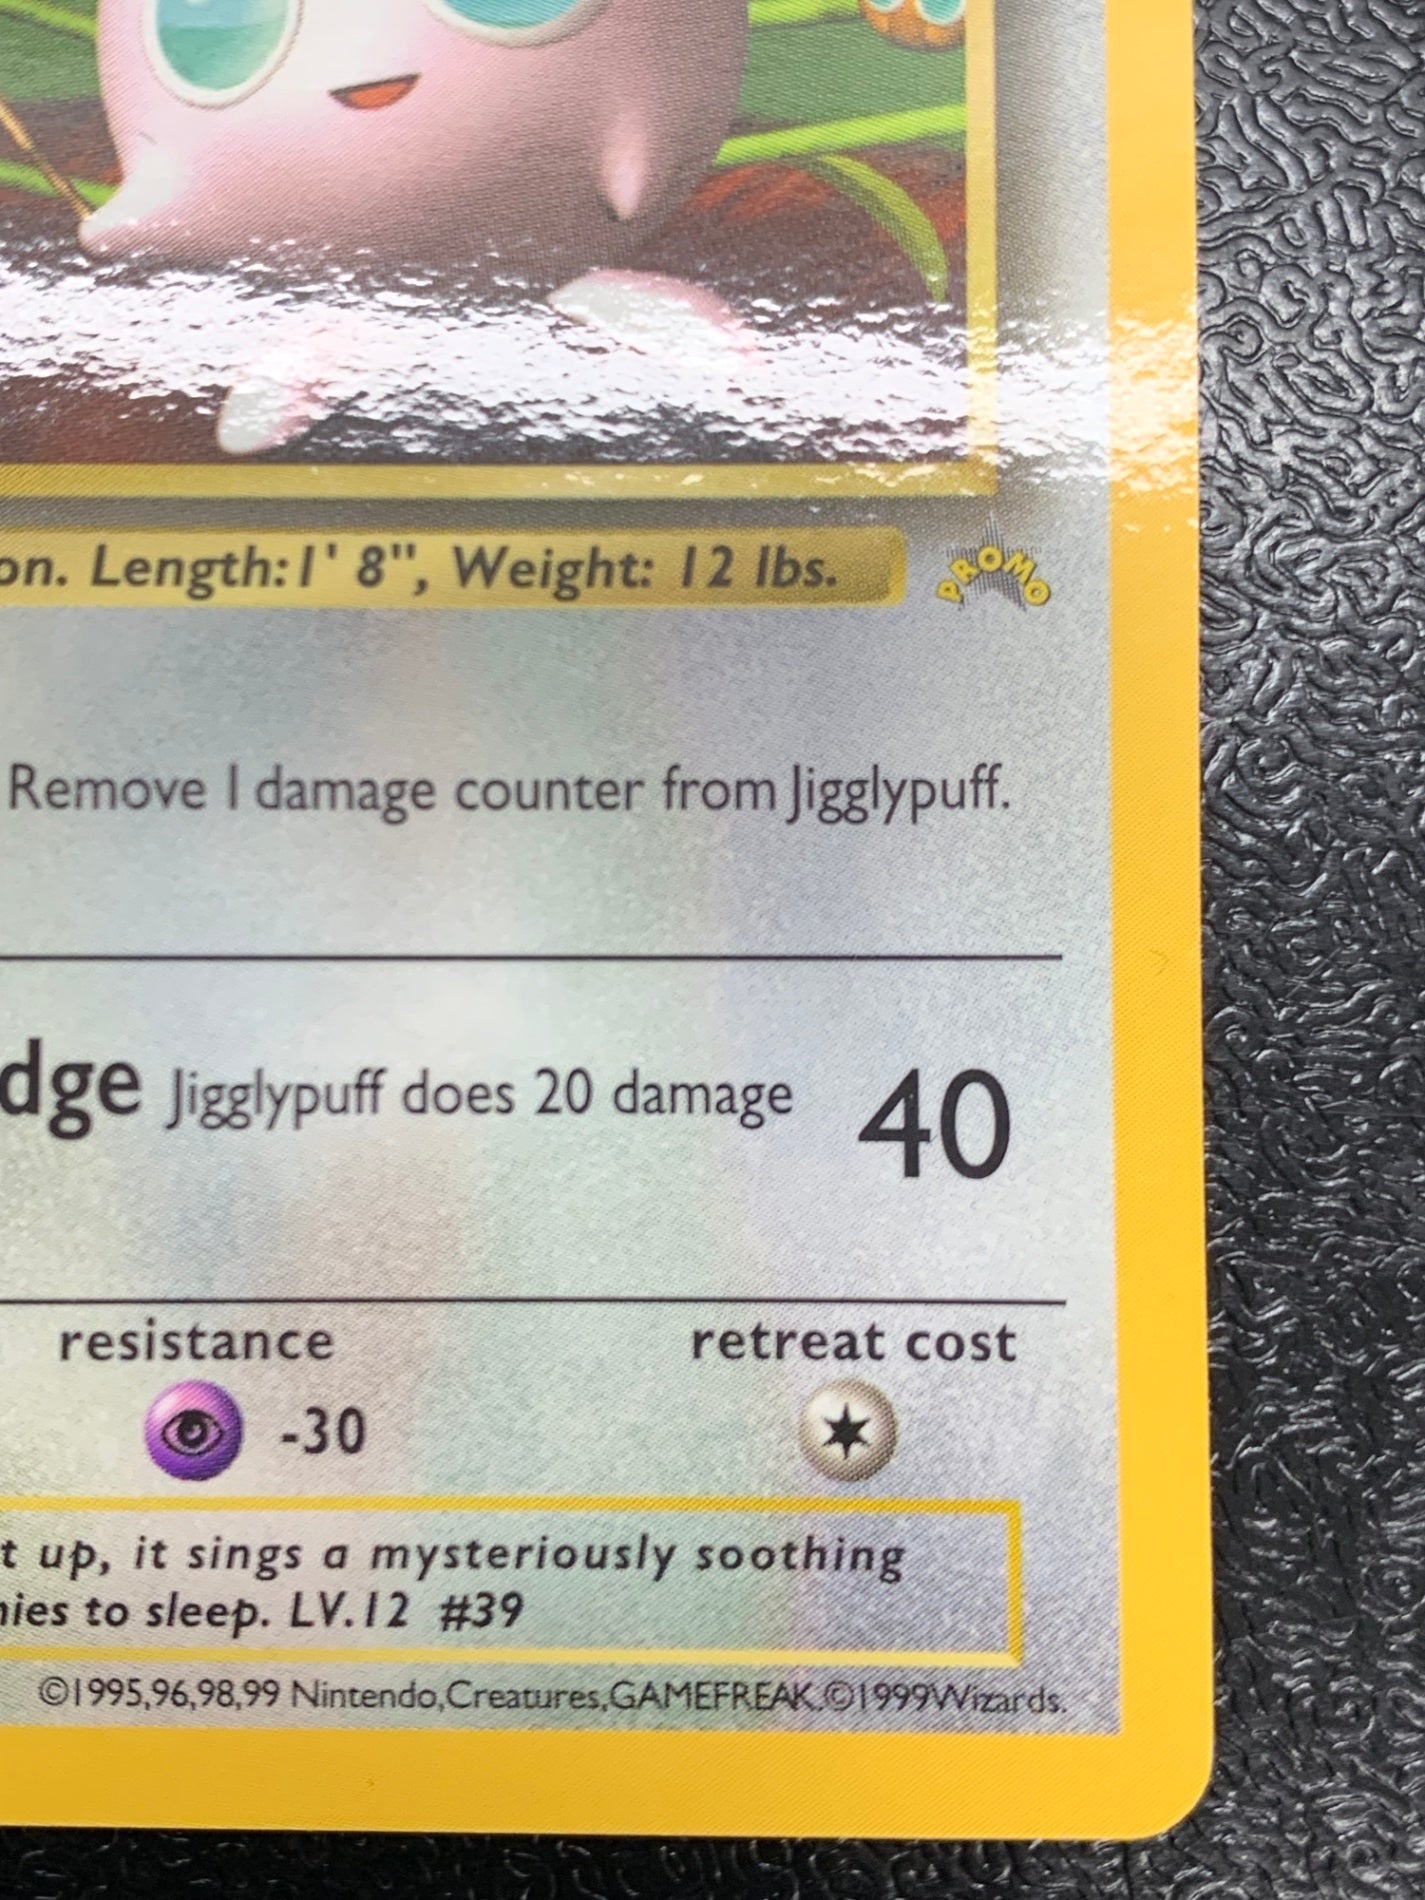 on. Length:1' 8", Weight: 12 lbs.
PROMO
Remove 1 damage counter from Jigglypuff.
dge Jigglypuff does 20 damage 40
resistance retreat cost
-30
t up, it sings a mysteriously soothing
nies to sleep. LV.12 #39
©1995,96,98,99 Nintendo,Creatures,GAMEFREAK.©1999Wizards.